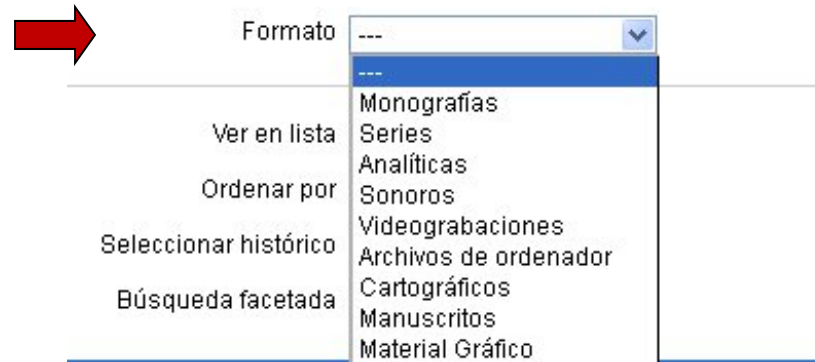 Formato ---
---
Monografías
Ver en lista Series
Analíticas
Ordenar por Sonoros
Videograbaciones
Seleccionar histórico Archivos de ordenador
Búsqueda facetada Cartográficos
Manuscritos
Material Gráfico